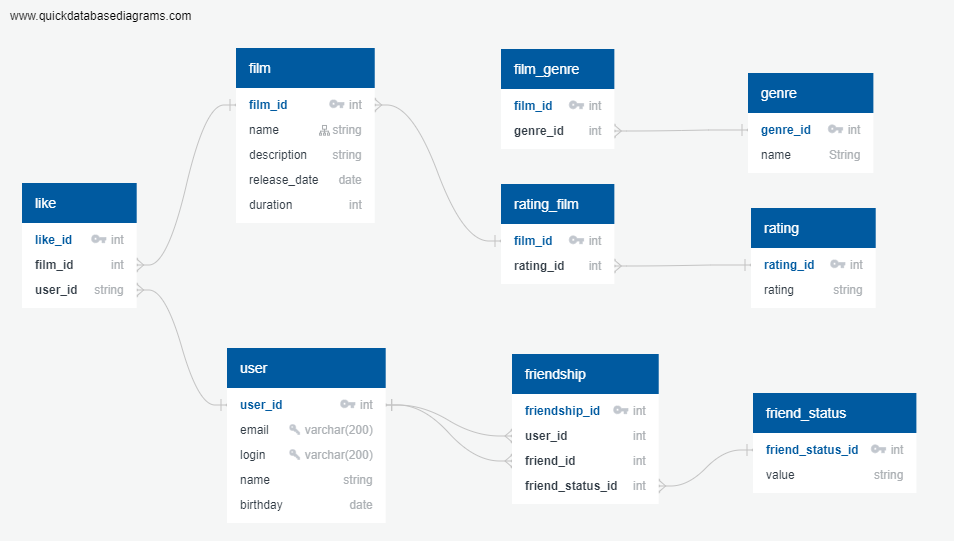 www.quickdatabasediagrams.com
film
film_id int
name string
description string
release_date date
duration int
film_genre
film_id int
genre_id int
genre
genre_id int
name String
like
like_id int
film_id int
user_id string
rating_film
film_id int
rating_id int
rating
rating_id int
rating string
user
user_id int
email varchar(200)
login varchar(200)
name string
birthday date
friendship
friendship_id int
user_id int
friend_id int
friend_status_id int
friend_status
friend_status_id int
value string